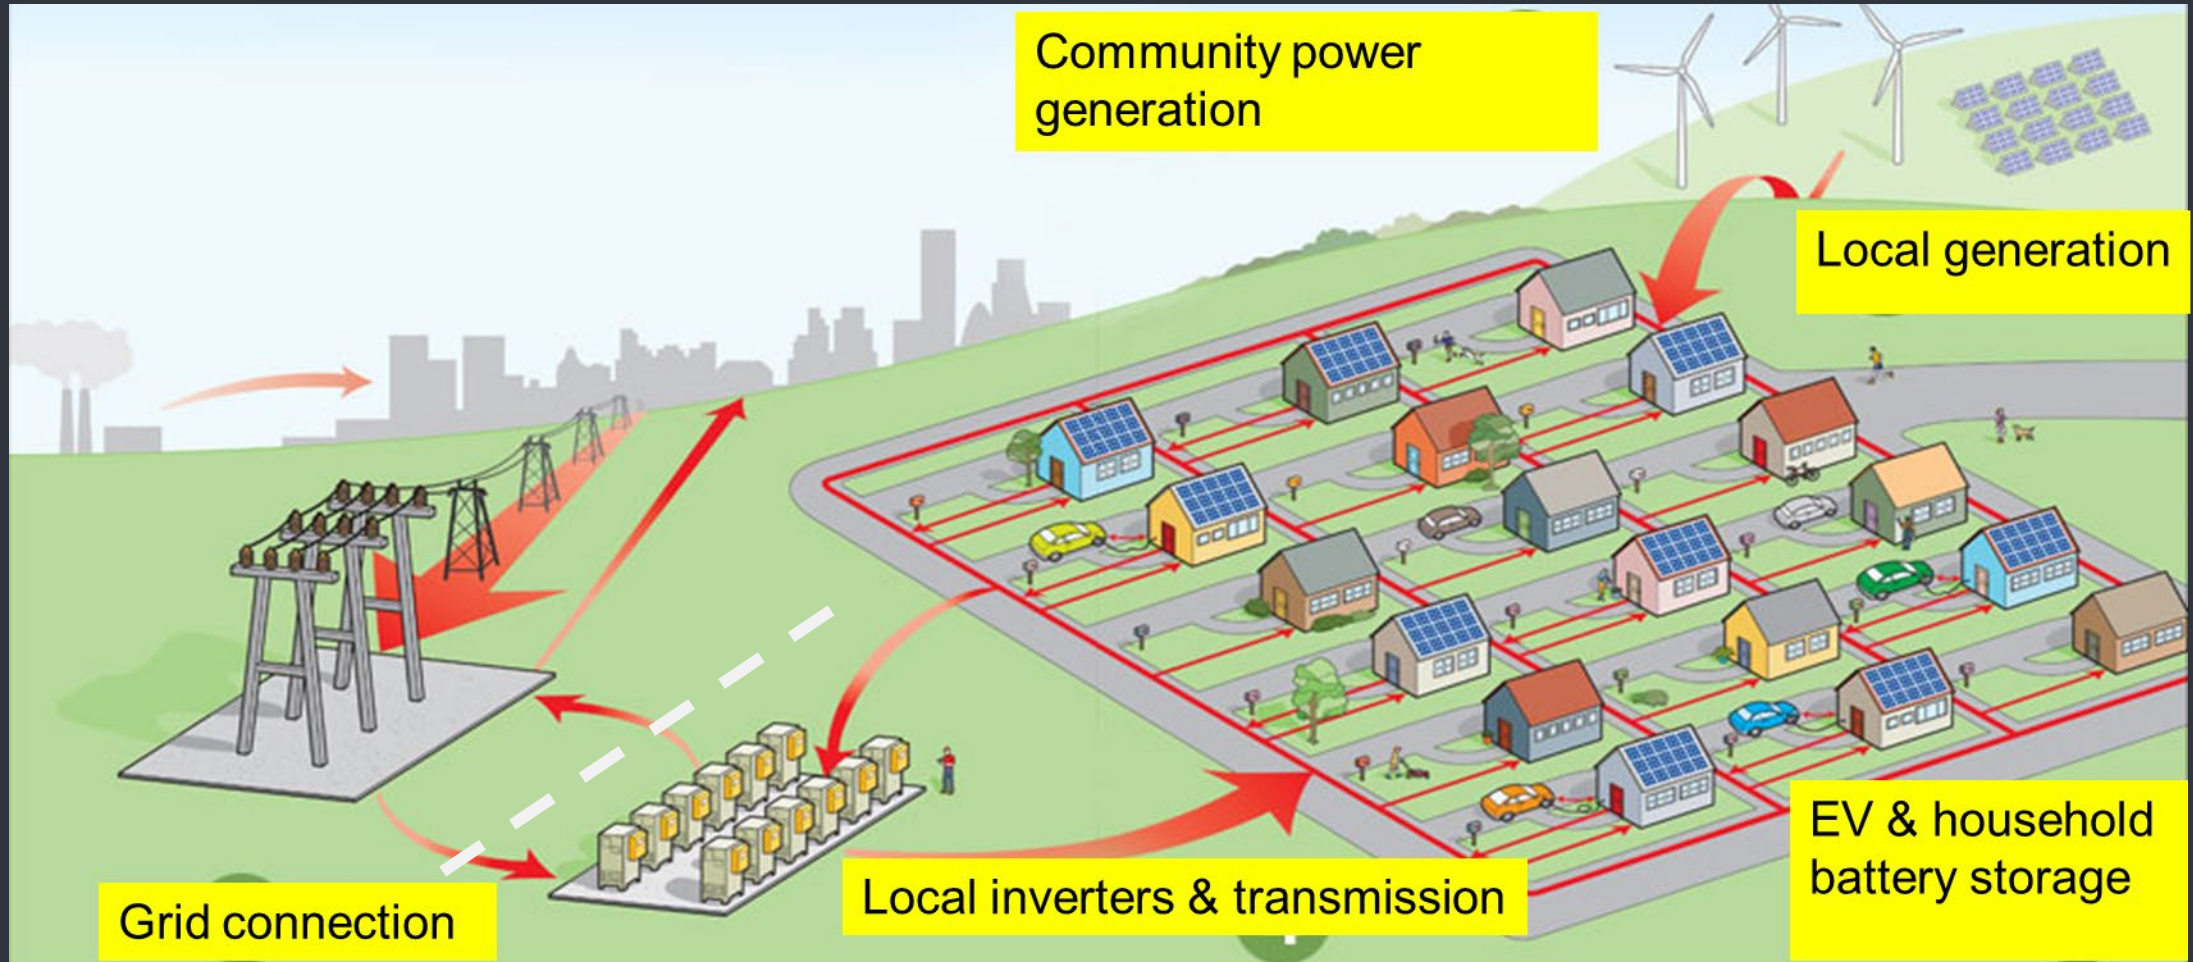 Community power
generation
Local generation
EV & household
battery storage
Local inverters & transmission
Grid connection